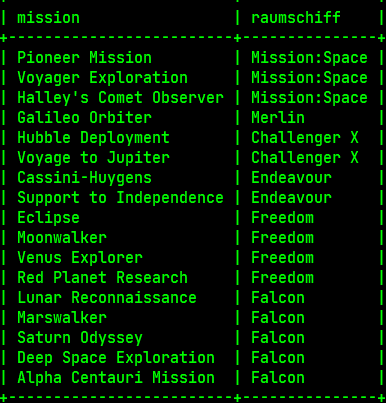 | mission | raumschiff |
+--------------------------+---------------+
| Pioneer Mission | Mission:Space |
| Voyager Exploration | Mission:Space |
| Halley's Comet Observer | Mission:Space |
| Galileo Orbiter | Merlin |
| Hubble Deployment | Challenger X |
| Voyage to Jupiter | Challenger X |
| Cassini-Huygens | Endeavour |
| Support to Independence | Endeavour |
| Eclipse | Freedom |
| Moonwalker | Freedom |
| Venus Explorer | Freedom |
| Red Planet Research | Freedom |
| Lunar Reconnaissance | Falcon |
| Marswalker | Falcon |
| Saturn Odyssey | Falcon |
| Deep Space Exploration | Falcon |
| Alpha Centauri Mission | Falcon |
+--------------------------+---------------+